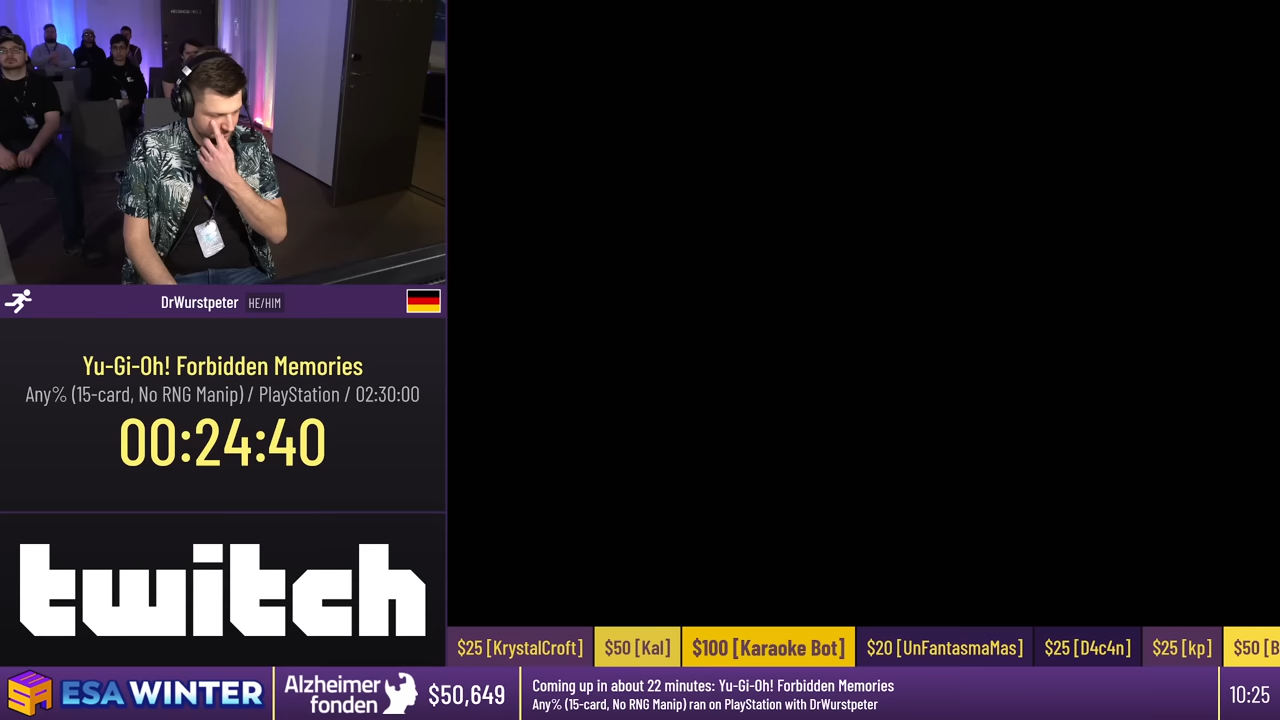 DrWurstpeter HE/HIM
Yu-Gi-Oh! Forbidden Memories
Any% (15-card, No RNG Manip) / PlayStation / 02:30:00
00:24:40
twitch
$25 [KrystalCroft] $50 [Kal] $100 [Karaoke Bot] $20 [UnFantasmaMas] $25 [D4c4n] $25 [kp] $50 [B
ESA WINTER
Alzheimer
fonden
$50,649
Coming up in about 22 minutes: Yu-Gi-Oh! Forbidden Memories
Any% (15-card, No RNG Manip) ran on PlayStation with DrWurstpeter
10:25